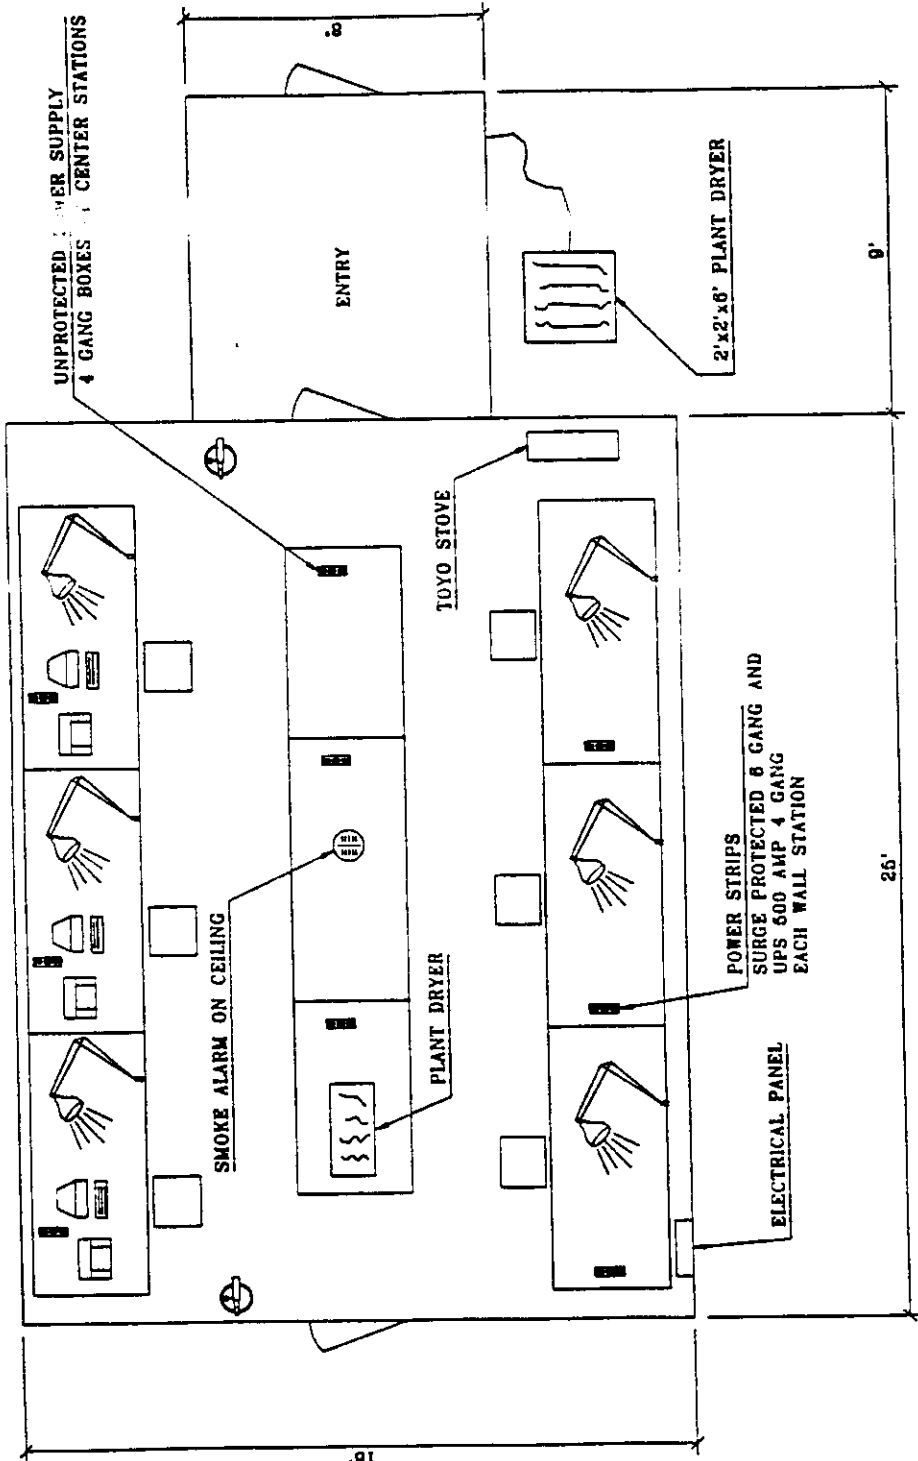 UNPROTECTED SUPPLY
4 GANG BOXES CENTER STATIONS
8'
ENTRY
2'x2'x6' PLANT DRYER
9'
TOYO STOVE
SMOKE ALARM ON CEILING
PLANT DRYER
POWER STRIPS
SURGE PROTECTED 6 GANG AND
UPS 500 AMP 4 GANG
EACH WALL STATION
ELECTRICAL PANEL